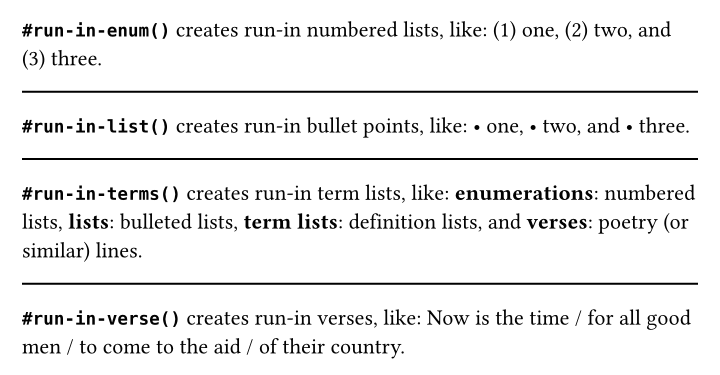 #run-in-enum() creates run-in numbered lists, like: (1) one, (2) two, and
(3) three.
#run-in-list() creates run-in bullet points, like: • one, • two, and • three.
#run-in-terms() creates run-in term lists, like: enumerations: numbered
lists, lists: bulleted lists, term lists: definition lists, and verses: poetry (or
similar) lines.
#run-in-verse() creates run-in verses, like: Now is the time / for all good
men / to come to the aid / of their country.